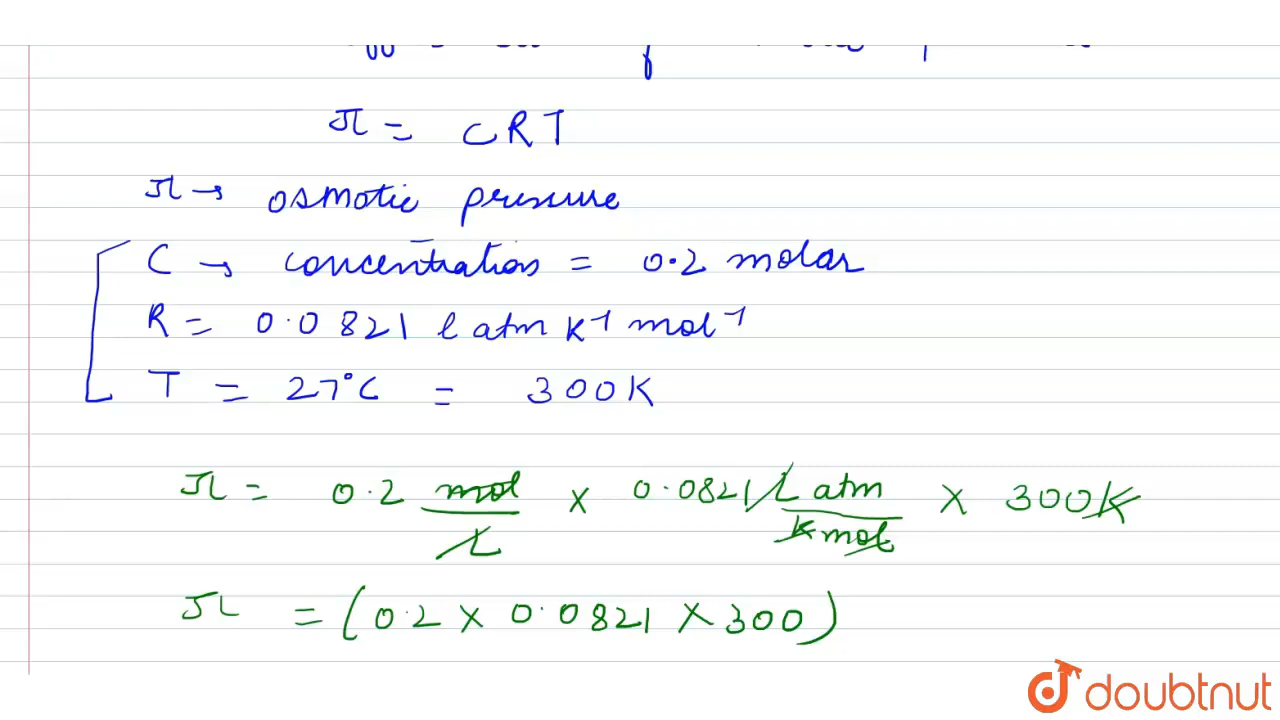 π = CRT
π → osmotic pressure
C → concentration = 0.2 molar
R = 0.0821 l atm K⁻¹ mol⁻¹
T = 27°C = 300K
π = 0.2 mol/L × 0.0821 L atm/K mol × 300K
π = (0.2 × 0.0821 × 300)
doubtnut